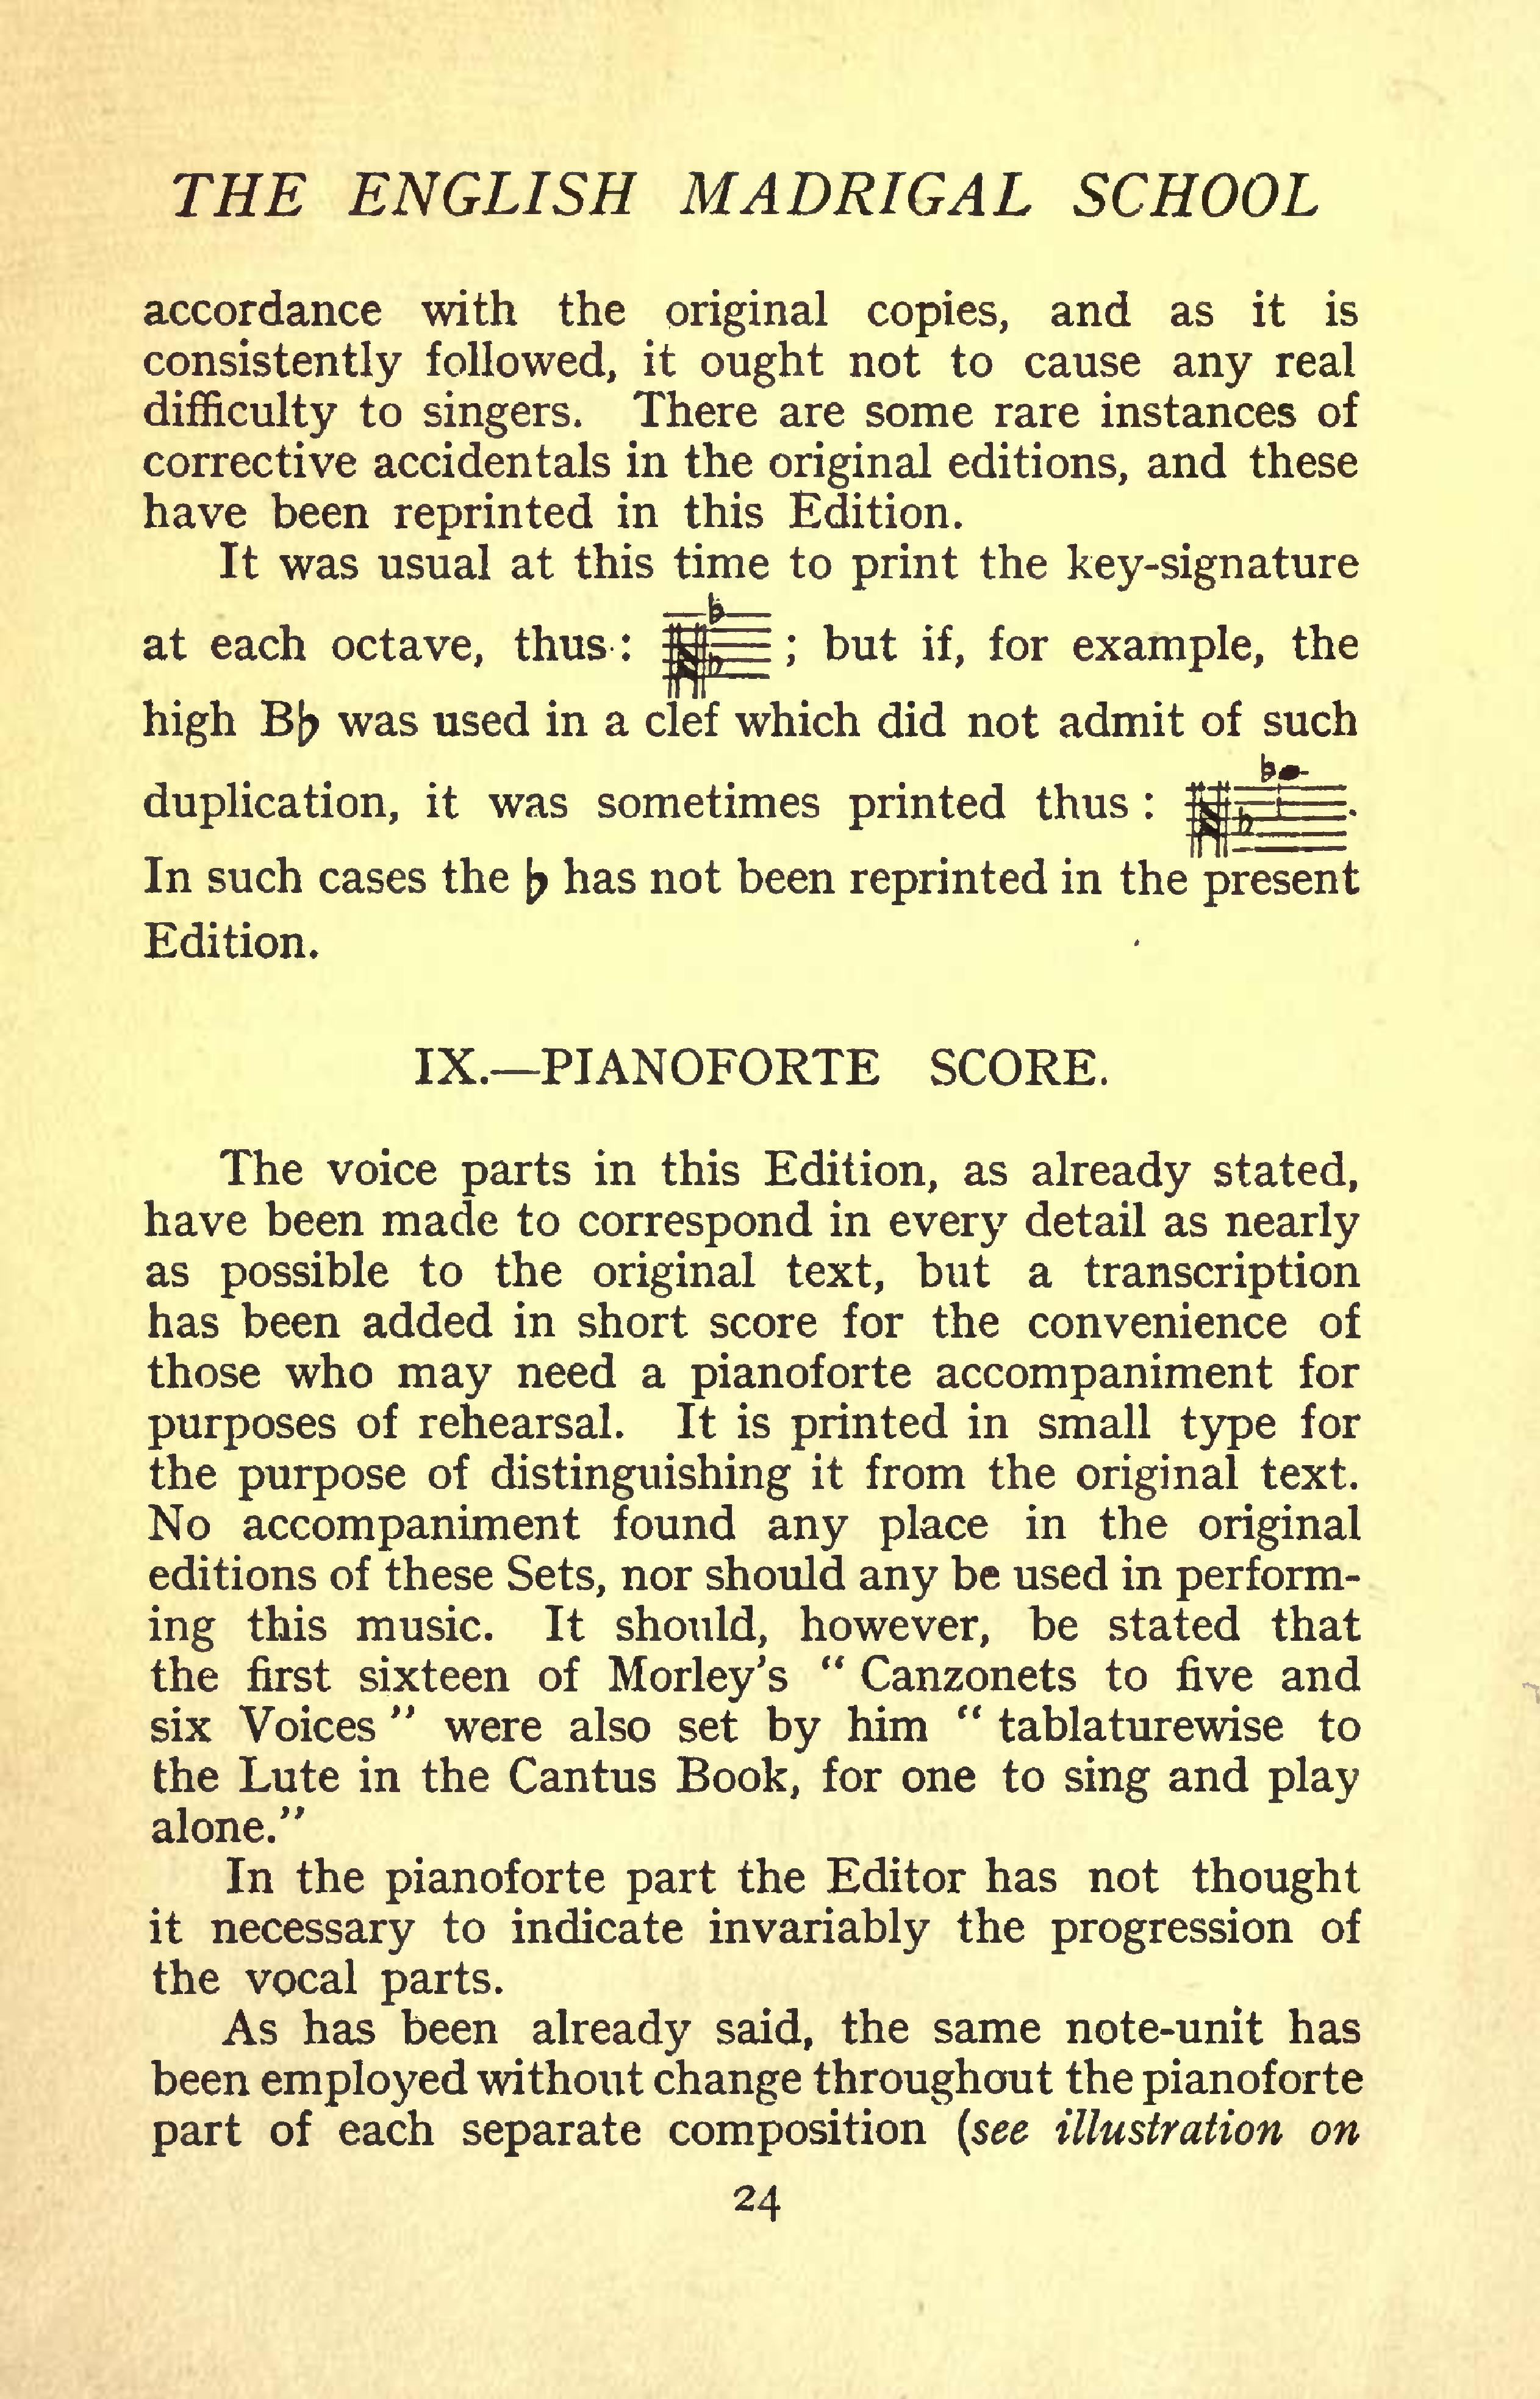 THE ENGLISH MADRIGAL SCHOOL
accordance with the original copies, and as it is
consistently followed, it ought not to cause any real
difficulty to singers. There are some rare instances of
corrective accidentals in the original editions, and these
have been reprinted in this Edition.
It was usual at this time to print the key-signature
at each octave, thus: ; but if, for example, the
high B♭ was used in a clef which did not admit of such
duplication, it was sometimes printed thus : .
In such cases the ♭ has not been reprinted in the present
Edition.
IX.—PIANOFORTE SCORE.
The voice parts in this Edition, as already stated,
have been made to correspond in every detail as nearly
as possible to the original text, but a transcription
has been added in short score for the convenience of
those who may need a pianoforte accompaniment for
purposes of rehearsal. It is printed in small type for
the purpose of distinguishing it from the original text.
No accompaniment found any place in the original
editions of these Sets, nor should any be used in perform-
ing this music. It should, however, be stated that
the first sixteen of Morley's “ Canzonets to five and
six Voices ” were also set by him “ tablaturewise to
the Lute in the Cantus Book, for one to sing and play
alone.”
In the pianoforte part the Editor has not thought
it necessary to indicate invariably the progression of
the vocal parts.
As has been already said, the same note-unit has
been employed without change throughout the pianoforte
part of each separate composition (see illustration on
24